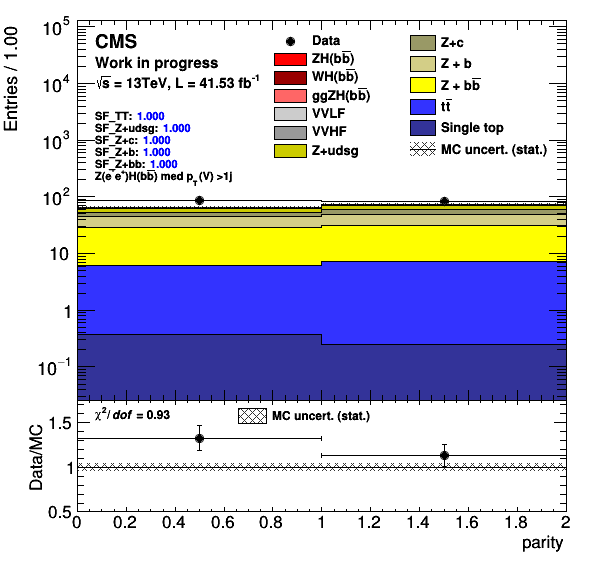 CMS
Work in progress
√s = 13TeV, L = 41.53 fb⁻¹
SF_TT: 1.000
SF_Z+udsg: 1.000
SF_Z+c: 1.000
SF_Z+b: 1.000
SF_Z+bb: 1.000
Z(e⁻e⁺)H(bb̅) med p_T(V) >1j
Data
ZH(bb̅)
WH(bb̅)
ggZH(bb̅)
VVLF
VVHF
Z+udsg
Z+c
Z + b
Z + bb̅
tt̅
Single top
MC uncert. (stat.)
Entries / 1.00
10⁵
10⁴
10³
10²
10
1
10⁻¹
χ²/dof = 0.93
MC uncert. (stat.)
Data/MC
1.5
1
0.5
0 0.2 0.4 0.6 0.8 1 1.2 1.4 1.6 1.8 2
parity